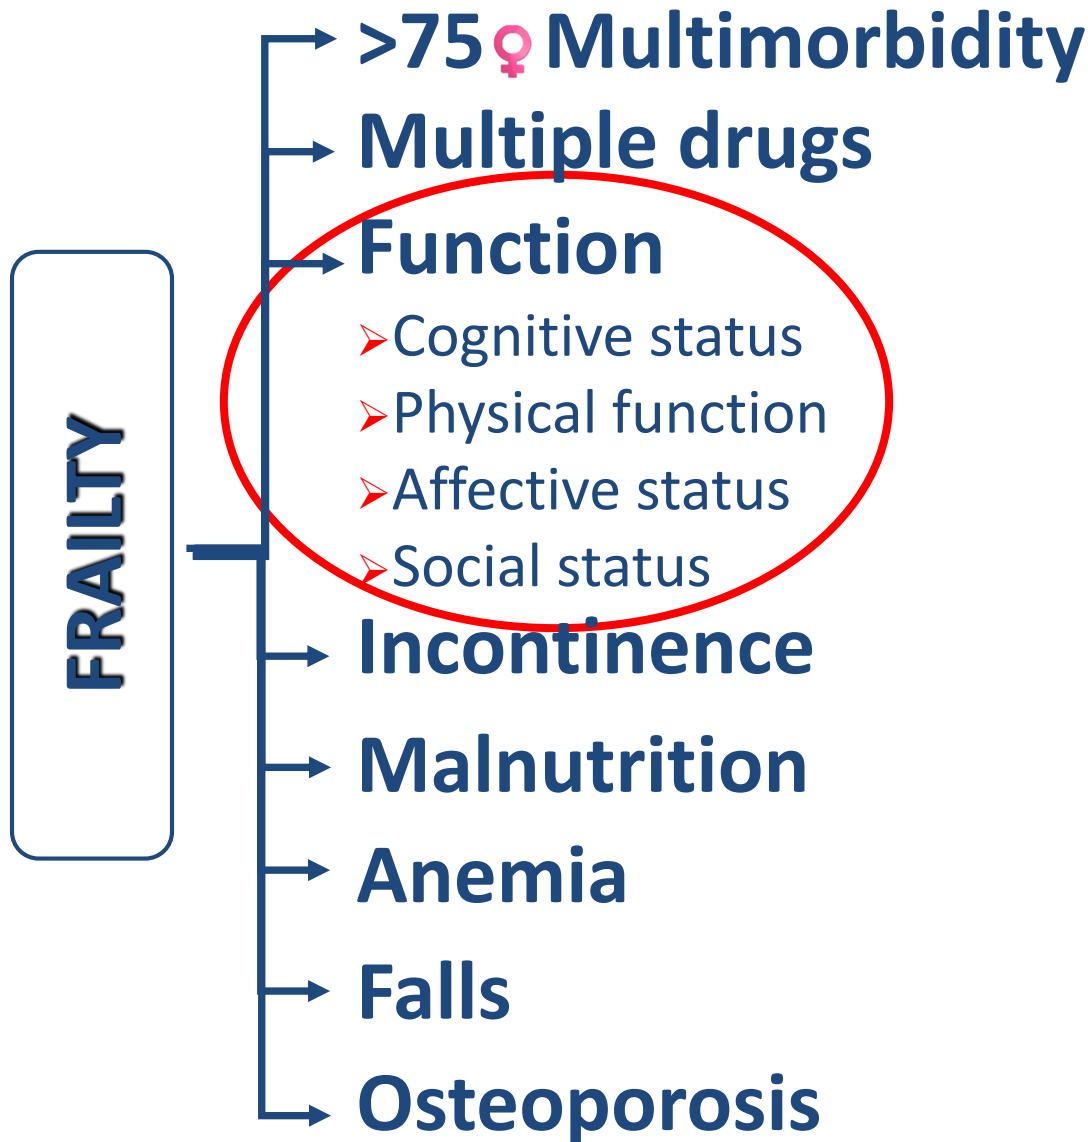 >75♀ Multimorbidity
Multiple drugs
Function
Cognitive status
Physical function
Affective status
Social status
FRAILTY
Incontinence
Malnutrition
Anemia
Falls
Osteoporosis